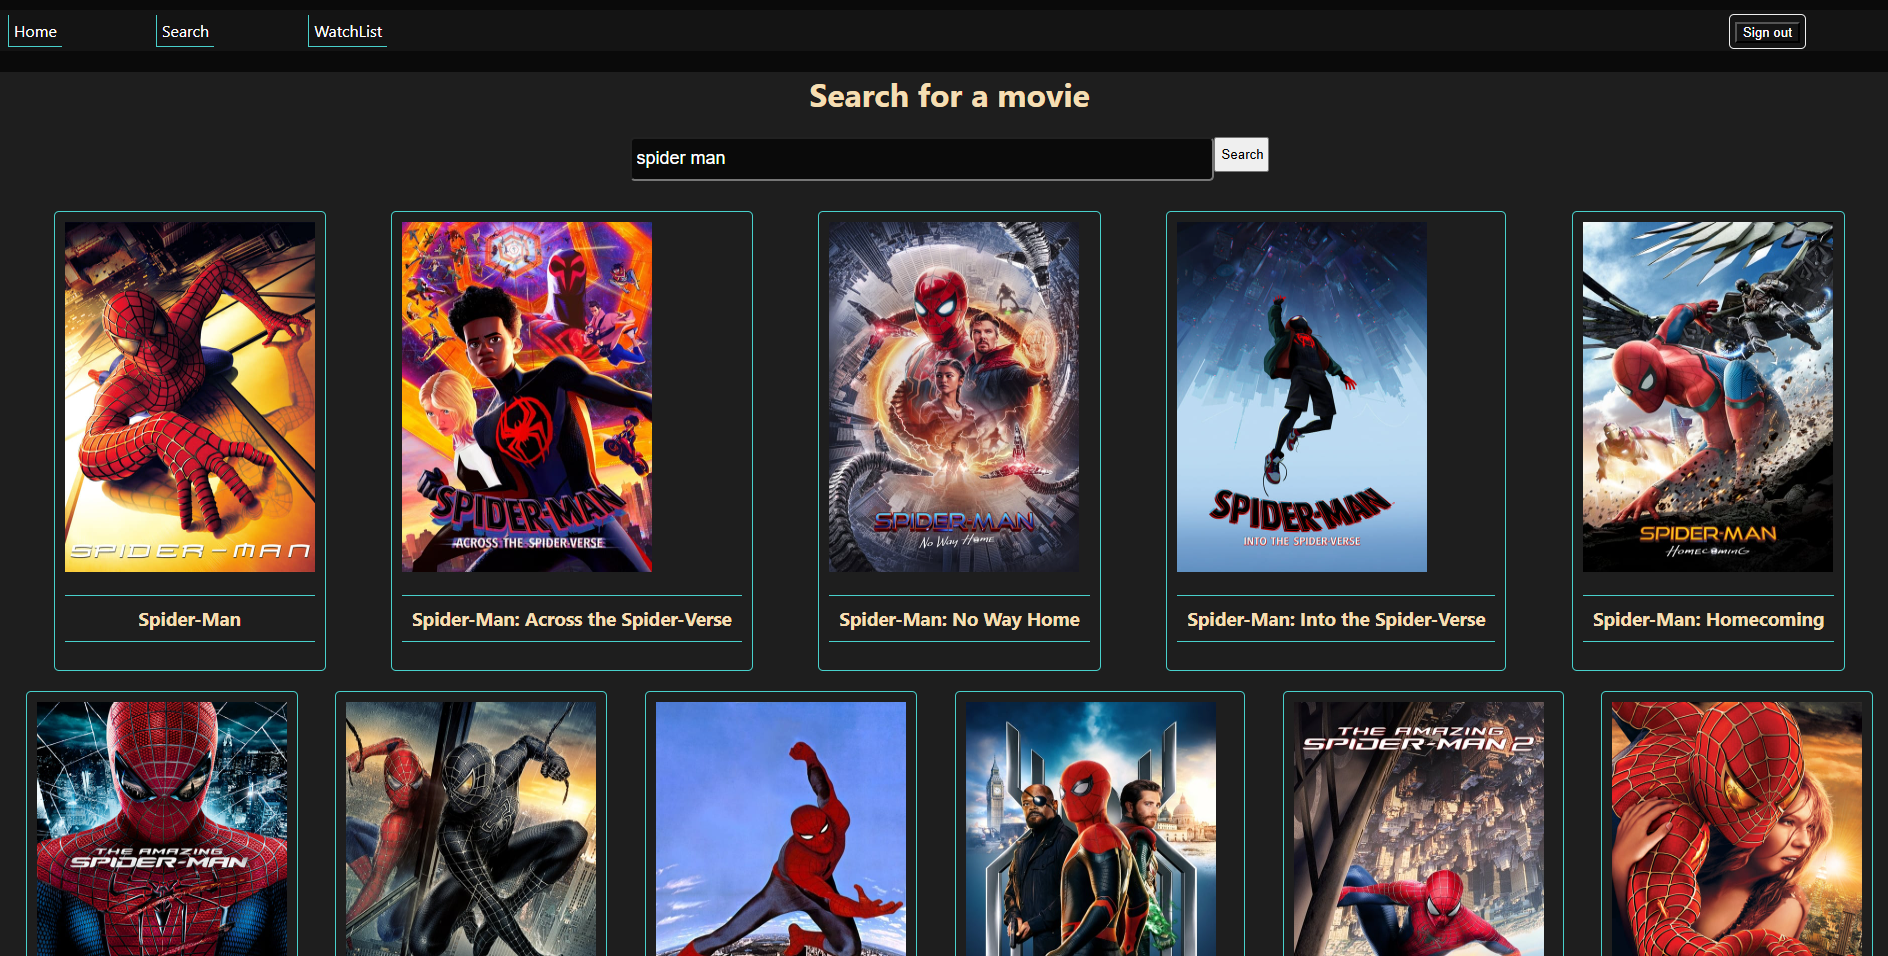 Home
Search
WatchList
Sign out
Search for a movie
spider man
Search
SPIDER-MAN
SPIDER-MAN
ACROSS THE SPIDER-VERSE
SPIDER-MAN
No Way Home
SPIDER-MAN
INTO THE SPIDER-VERSE
SPIDER-MAN
HOMECOMING
Spider-Man
Spider-Man: Across the Spider-Verse
Spider-Man: No Way Home
Spider-Man: Into the Spider-Verse
Spider-Man: Homecoming
THE AMAZING
SPIDER-MAN
THE AMAZING
SPIDER-MAN 2